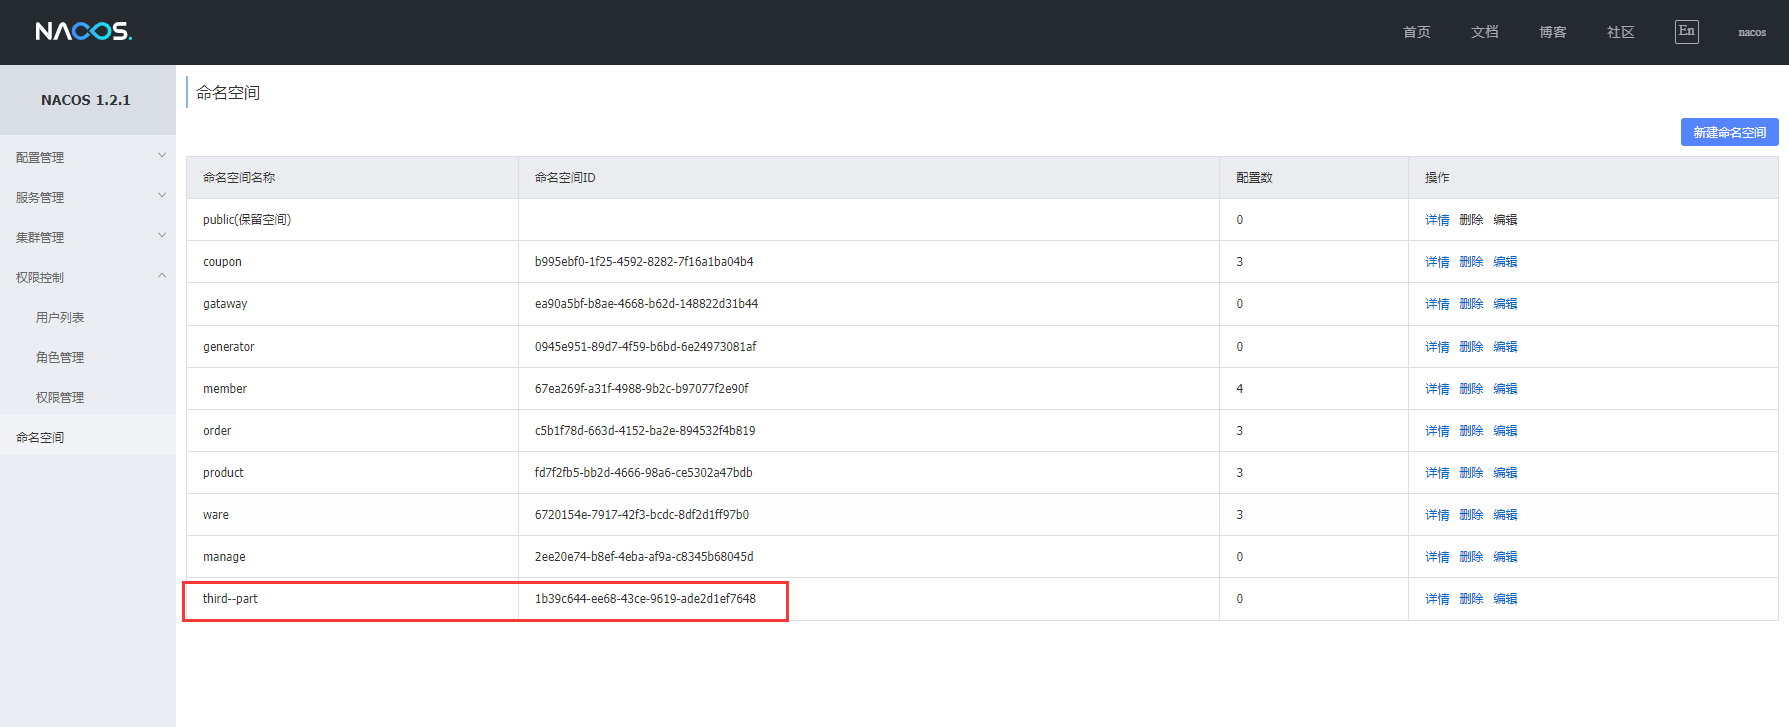 NACOS.
首页 文档 博客 社区 En nacos
NACOS 1.2.1
配置管理
服务管理
集群管理
权限控制
用户列表
角色管理
权限管理
命名空间
命名空间
新建命名空间
命名空间名称 命名空间ID 配置数 操作
public(保留空间) 0 详情 删除 编辑
coupon b995ebf0-1f25-4592-8282-7f16a1ba04b4 3 详情 删除 编辑
gataway ea90a5bf-b8ae-4668-b62d-148822d31b44 0 详情 删除 编辑
generator 0945e951-89d7-4f59-b6bd-6e24973081af 0 详情 删除 编辑
member 67ea269f-a31f-4988-9b2c-b97077f2e90f 4 详情 删除 编辑
order c5b1f78d-663d-4152-ba2e-894532f4b819 3 详情 删除 编辑
product fd7f2fb5-bb2d-4666-98a6-ce5302a47bdb 3 详情 删除 编辑
ware 6720154e-7917-42f3-bcdc-8df2d1ff97b0 3 详情 删除 编辑
manage 2ee20e74-b8ef-4eba-af9a-c8345b68045d 0 详情 删除 编辑
third--part 1b39c644-ee68-43ce-9619-ade2d1ef7648 0 详情 删除 编辑